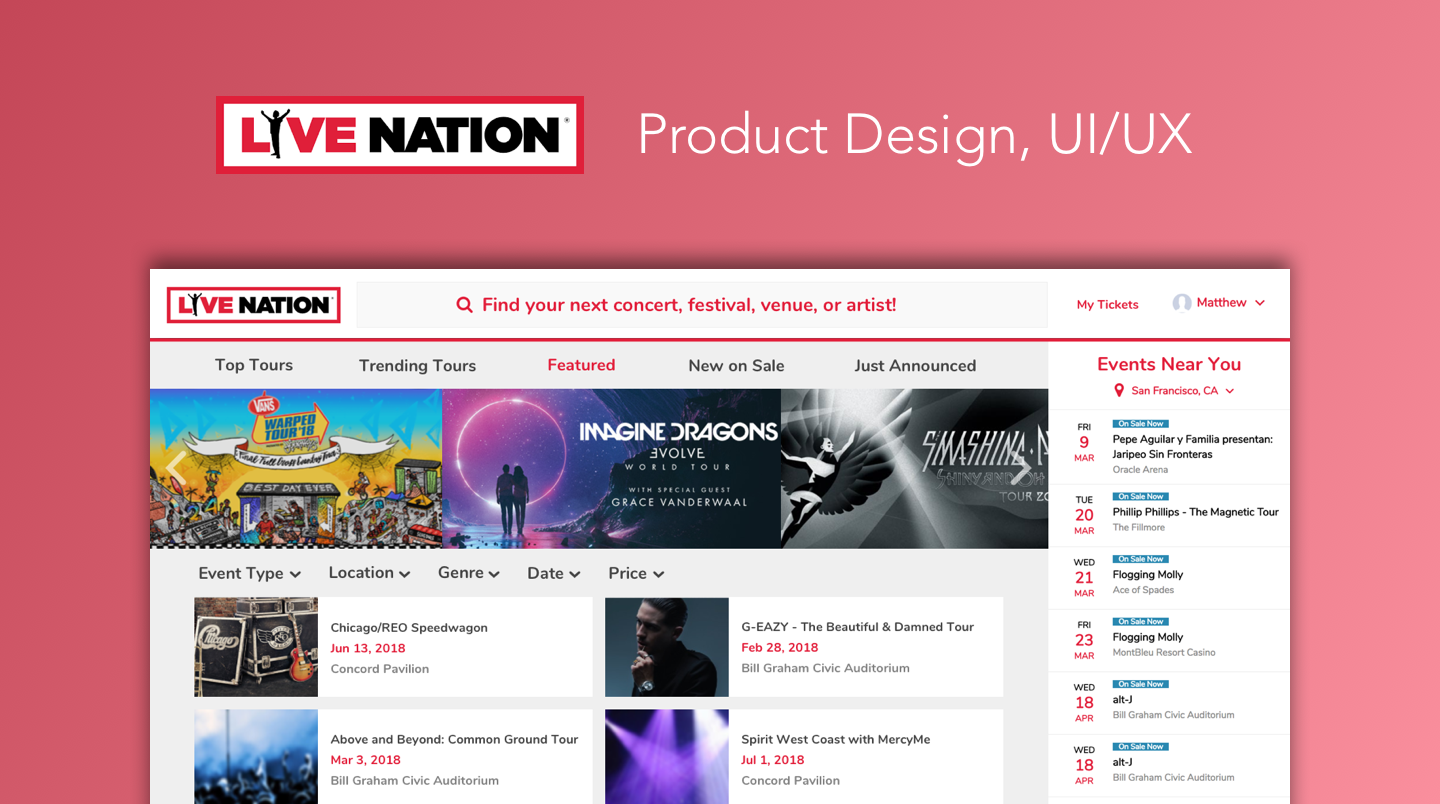 LIVE NATION®
Product Design, UI/UX
LIVE NATION
Find your next concert, festival, venue, or artist!
My Tickets
Matthew
Top Tours
Trending Tours
Featured
New on Sale
Just Announced
VANS
WARPED
TOUR '18
BEST DAY EVER
IMAGINE DRAGONS
EVOLVE
WORLD TOUR
WITH SPECIAL GUEST
GRACE VANDERWAAL
SMASHING
SHINY AND OH
TOUR
Event Type
Location
Genre
Date
Price
Chicago
Chicago/REO Speedwagon
Jun 13, 2018
Concord Pavilion
G-EAZY - The Beautiful & Damned Tour
Feb 28, 2018
Bill Graham Civic Auditorium
Above and Beyond: Common Ground Tour
Mar 3, 2018
Bill Graham Civic Auditorium
Spirit West Coast with MercyMe
Jul 1, 2018
Concord Pavilion
Events Near You
San Francisco, CA
FRI
9
MAR
On Sale Now
Pepe Aguilar y Familia presentan:
Jaripeo Sin Fronteras
Oracle Arena
TUE
20
MAR
On Sale Now
Phillip Phillips - The Magnetic Tour
The Fillmore
WED
21
MAR
On Sale Now
Flogging Molly
Ace of Spades
FRI
23
MAR
On Sale Now
Flogging Molly
MontBleu Resort Casino
WED
18
APR
On Sale Now
alt-J
Bill Graham Civic Auditorium
WED
18
APR
On Sale Now
alt-J
Bill Graham Civic Auditorium